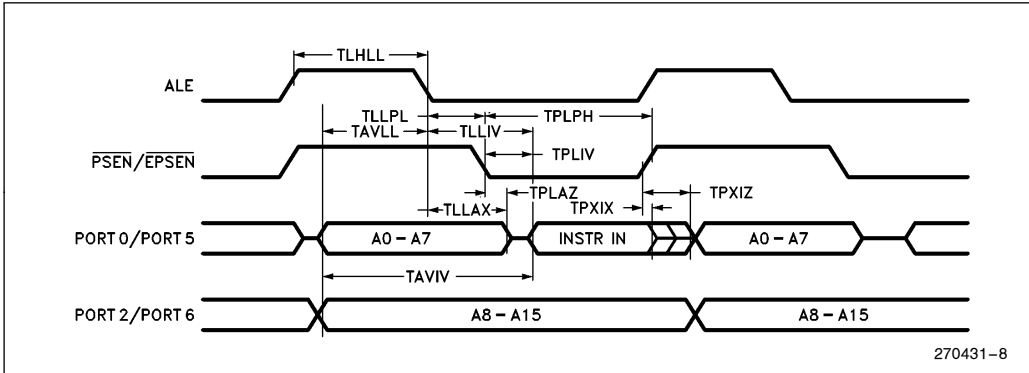 TLHLL
ALE
TLLPL
TPLPH
TAVLL
TLLIV
PSEN/EPSEN
TPLIV
TPLAZ
TPXIZ
TLLAX
TPXIX
PORT 0/PORT 5
A0 – A7
INSTR IN
A0 – A7
TAVIV
PORT 2/PORT 6
A8 – A15
A8 – A15
270431–8